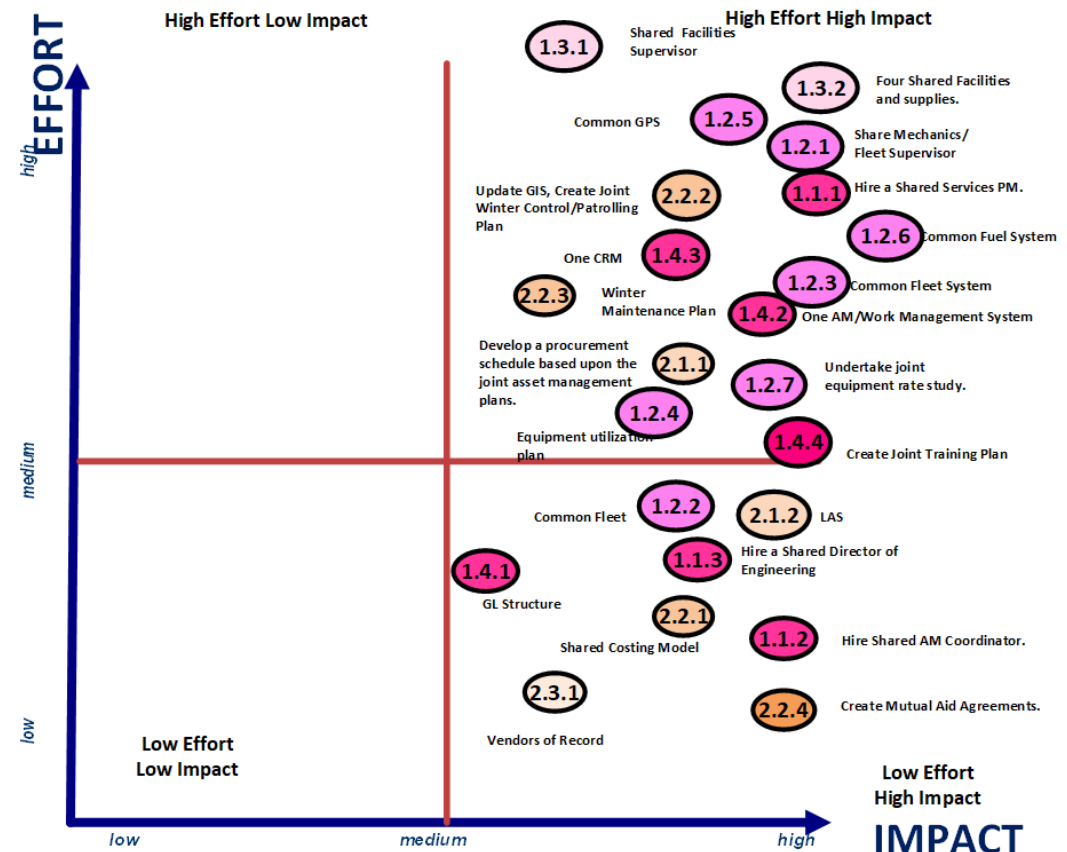 High Effort Low Impact
High Effort High Impact
EFFORT
high
medium
low
1.3.1
Shared Facilities
Supervisor
1.3.2
Four Shared Facilities
and supplies.
Common GPS
1.2.5
1.2.1
Share Mechanics/
Fleet Supervisor
Update GIS, Create Joint
Winter Control/Patrolling
Plan
2.2.2
1.1.1
Hire a Shared Services PM.
1.2.6
Common Fuel System
One CRM
1.4.3
2.2.3
Winter
Maintenance Plan
1.2.3
Common Fleet System
1.4.2
One AM/Work Management System
Develop a procurement
schedule based upon the
joint asset management
plans.
2.1.1
1.2.7
Undertake joint
equipment rate study.
1.2.4
Equipment utilization
plan
1.4.4
Create Joint Training Plan
Common Fleet
1.2.2
2.1.2
LAS
1.4.1
GL Structure
1.1.3
Hire a Shared Director of
Engineering
2.2.1
Shared Costing Model
1.1.2
Hire Shared AM Coordinator.
2.3.1
Vendors of Record
2.2.4
Create Mutual Aid Agreements.
Low Effort
Low Impact
Low Effort
High Impact
low
medium
high
IMPACT